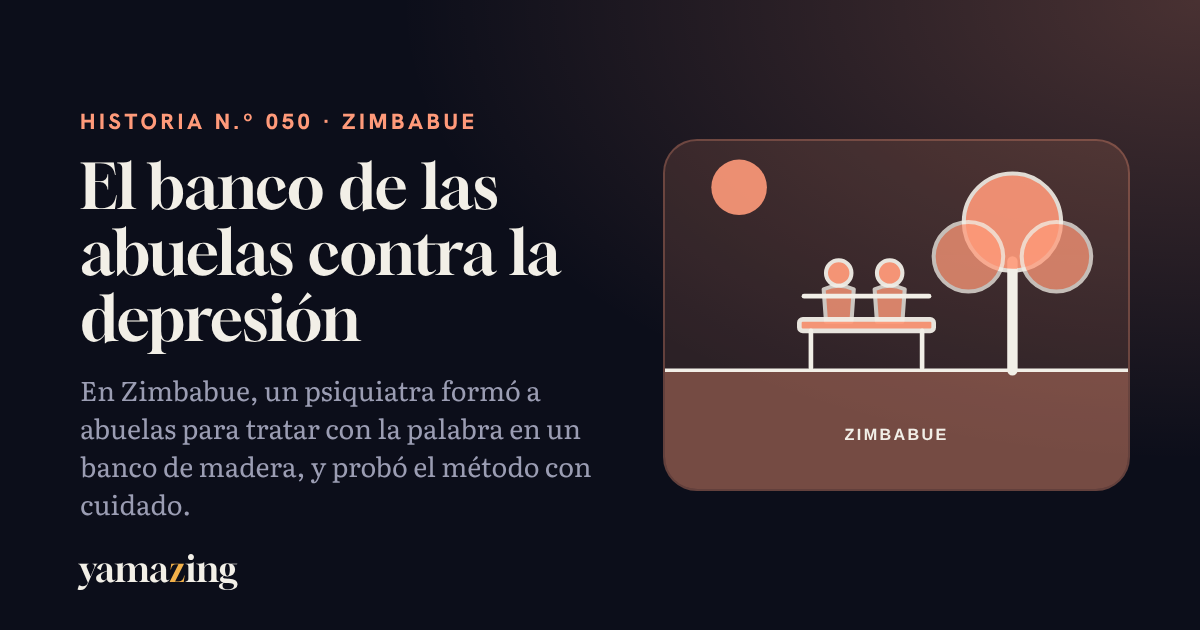 HISTORIA N.º 050 · ZIMBABUE
El banco de las
abuelas contra la
depresión
En Zimbabue, un psiquiatra formó a
abuelas para tratar con la palabra en un
banco de madera, y probó el método con
cuidado.
yamazing
ZIMBABUE